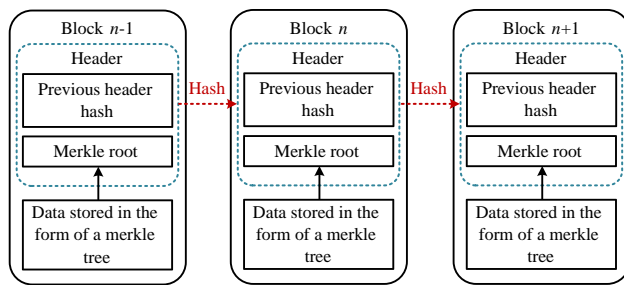 Block n-1
Header
Previous header
hash
Merkle root
Data stored in the
form of a merkle
tree
Hash
Block n
Header
Previous header
hash
Merkle root
Data stored in the
form of a merkle
tree
Hash
Block n+1
Header
Previous header
hash
Merkle root
Data stored in the
form of a merkle
tree